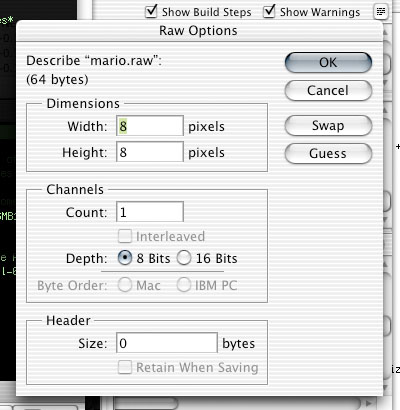 Show Build Steps Show Warnings
Raw Options
Describe “mario.raw”:
(64 bytes)
OK
Cancel
Swap
Guess
Dimensions
Width: 8 pixels
Height: 8 pixels
Channels
Count: 1
Interleaved
Depth: 8 Bits 16 Bits
Byte Order: Mac IBM PC
Header
Size: 0 bytes
Retain When Saving